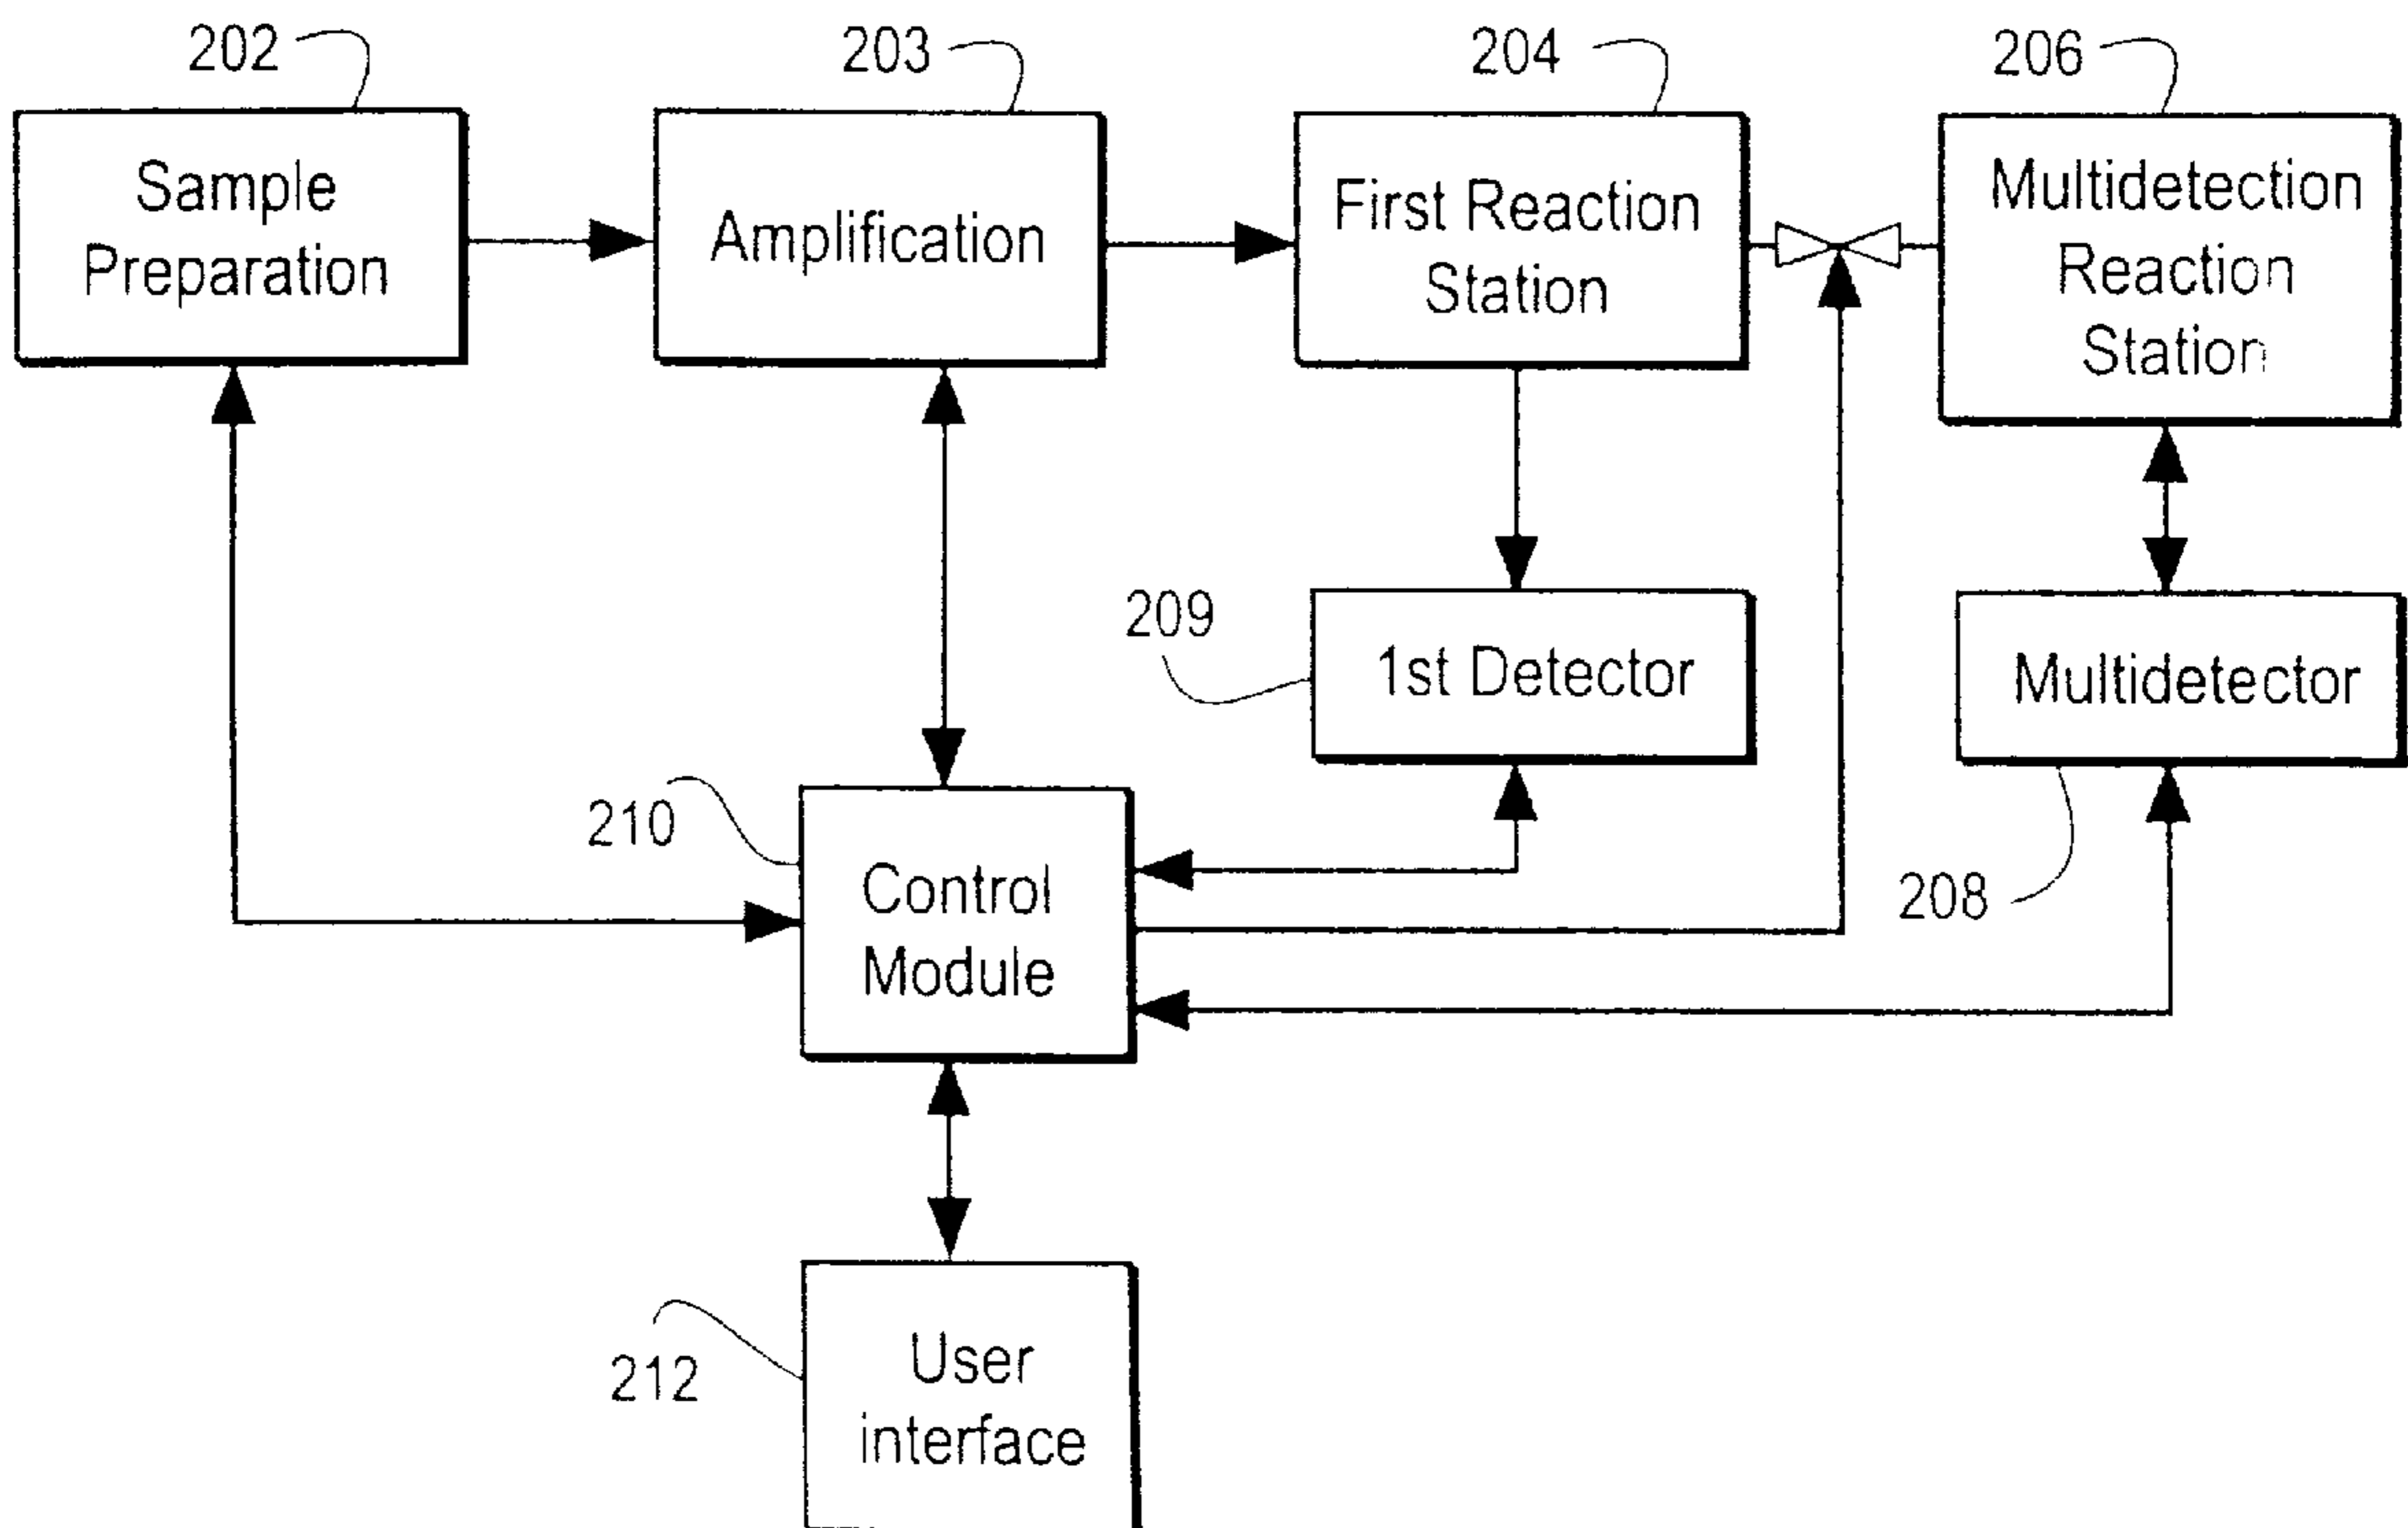 202
203
204
206
Sample
Preparation
Amplification
First Reaction
Station
Multidetection
Reaction
Station
209
1st Detector
Multidetector
210
208
Control
Module
212
User
interface